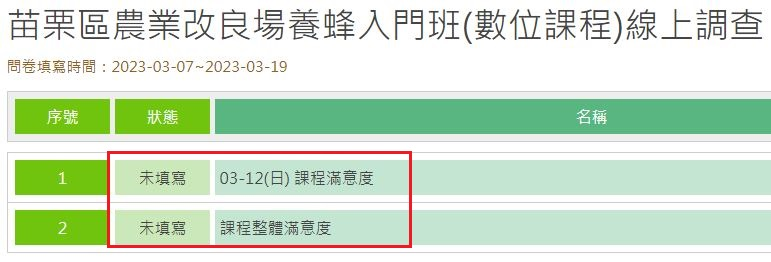 苗栗區農業改良場養蜂入門班(數位課程)線上調查
問卷填寫時間：2023-03-07~2023-03-19
序號 狀態 名稱
1 未填寫 03-12(日) 課程滿意度
2 未填寫 課程整體滿意度